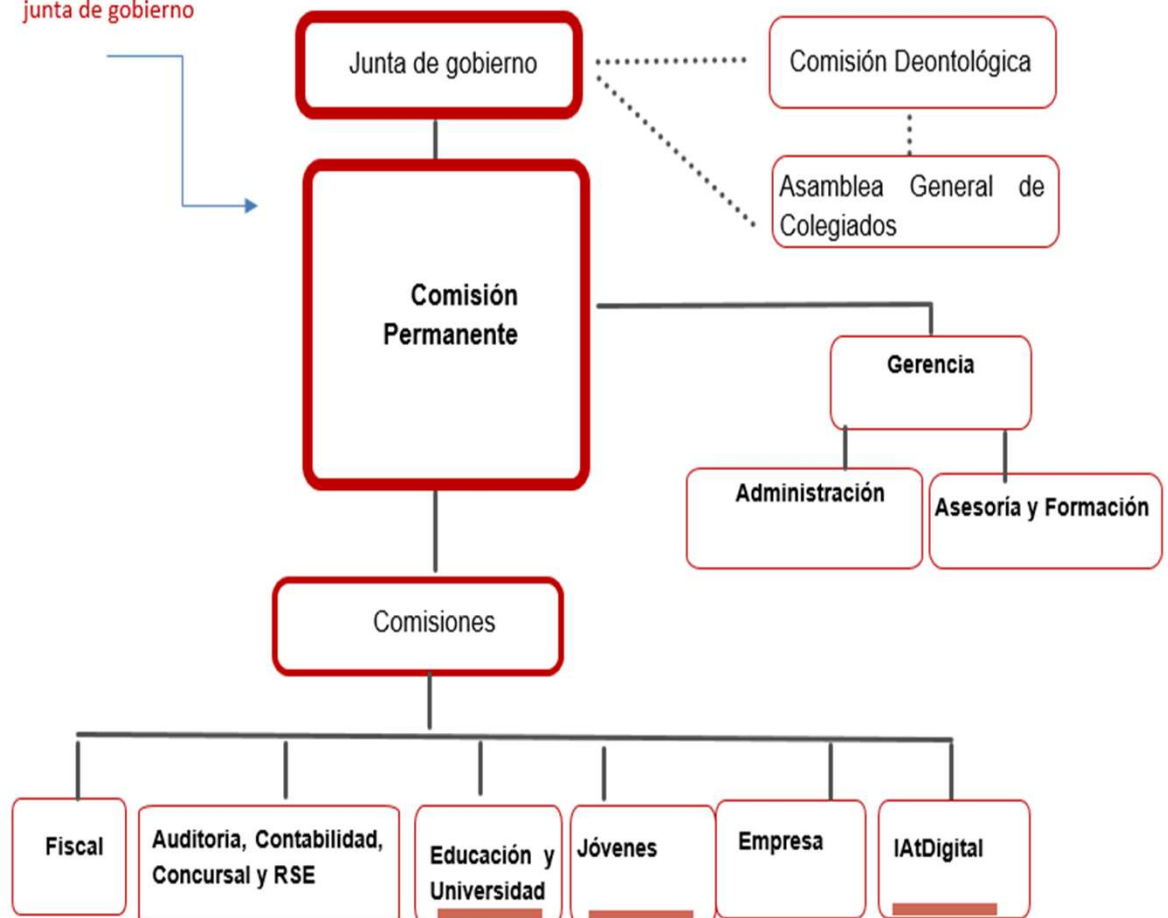 junta de gobierno
Junta de gobierno
Comisión Deontológica
Asamblea General de
Colegiados
Comisión
Permanente
Gerencia
Administración
Asesoría y Formación
Comisiones
Fiscal
Auditoria, Contabilidad,
Concursal y RSE
Educación y
Universidad
Jóvenes
Empresa
IAtDigital